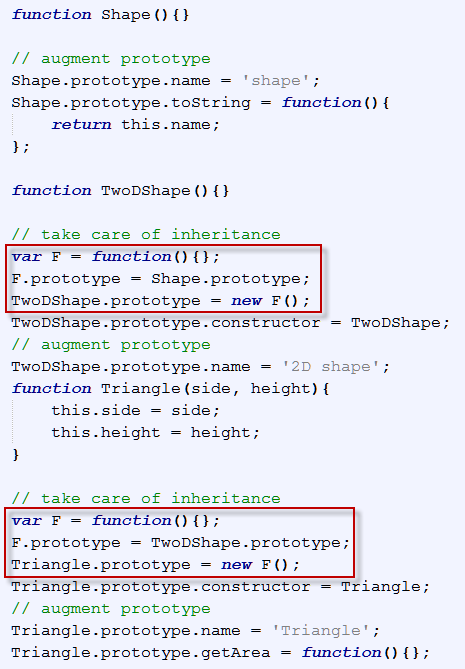 function Shape(){}
// augment prototype
Shape.prototype.name = 'shape';
Shape.prototype.toString = function(){
    return this.name;
};
function TwoDShape(){}
// take care of inheritance
var F = function(){};
F.prototype = Shape.prototype;
TwoDShape.prototype = new F();
TwoDShape.prototype.constructor = TwoDShape;
// augment prototype
TwoDShape.prototype.name = '2D shape';
function Triangle(side, height){
    this.side = side;
    this.height = height;
}
// take care of inheritance
var F = function(){};
F.prototype = TwoDShape.prototype;
Triangle.prototype = new F();
Triangle.prototype.constructor = Triangle;
// augment prototype
Triangle.prototype.name = 'Triangle';
Triangle.prototype.getArea = function(){};